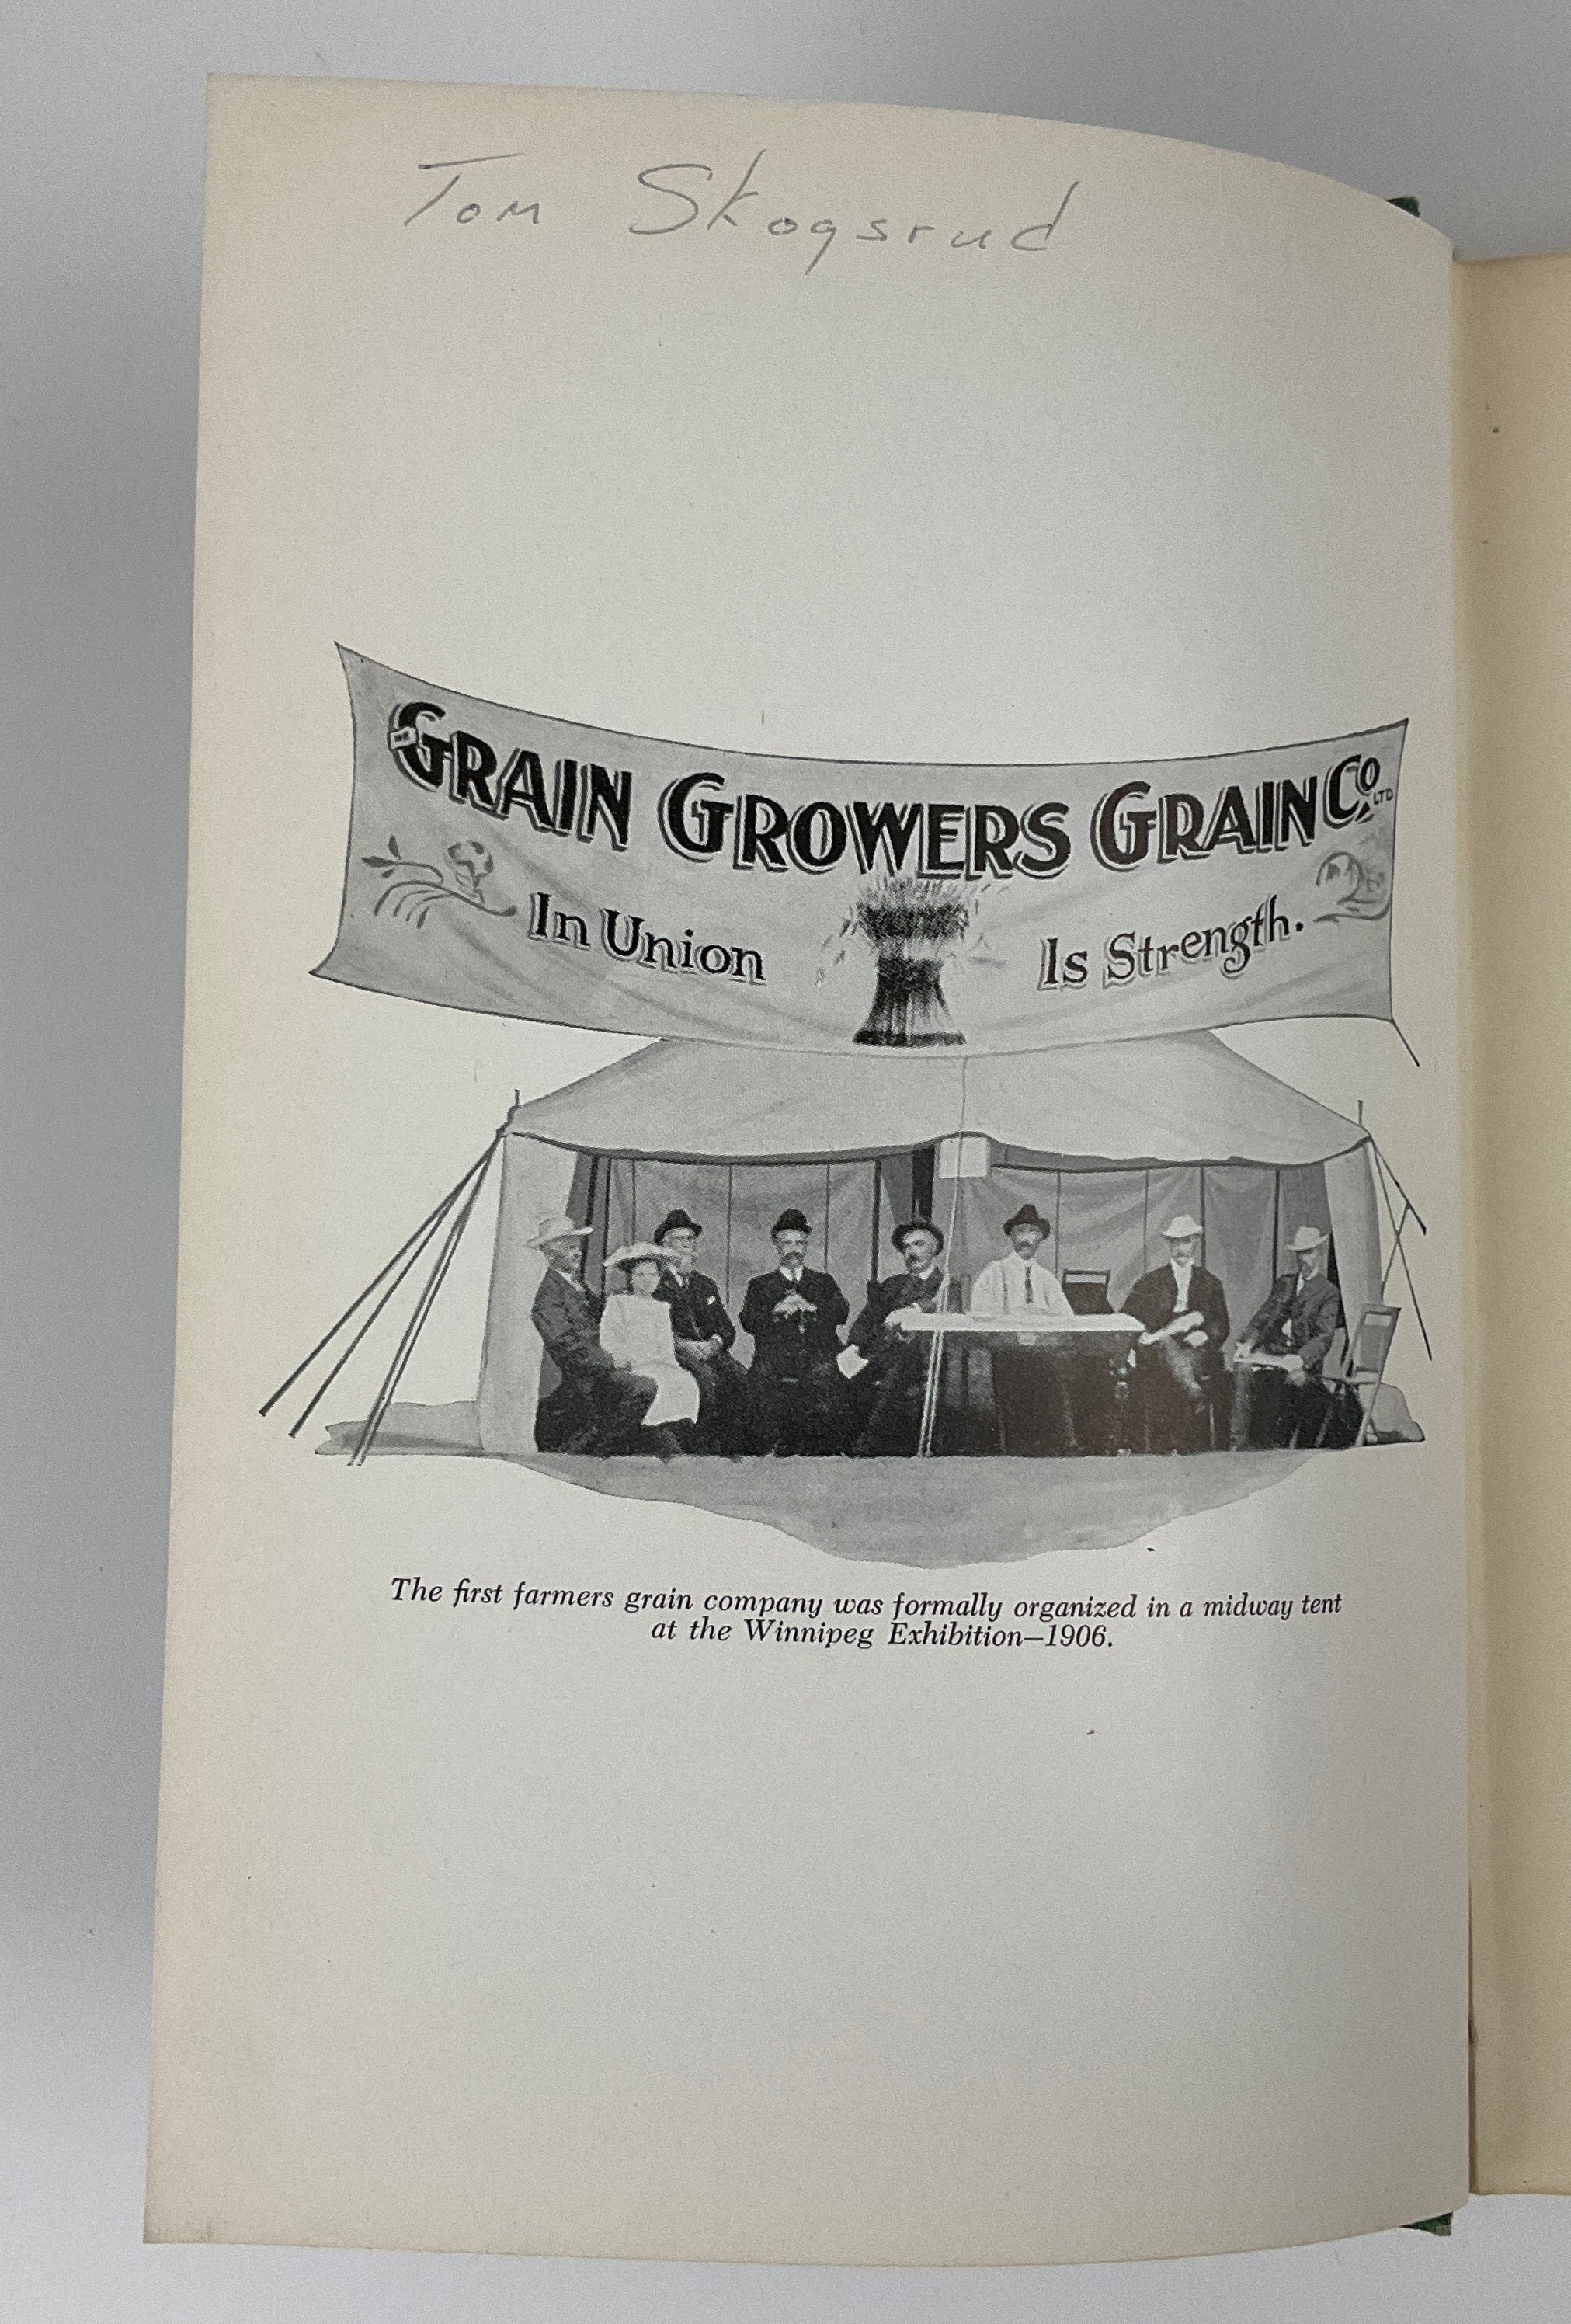 Tom Skogsrud
GRAIN GROWERS GRAIN CO LTD
In Union Is Strength.
The first farmers grain company was formally organized in a midway tent
at the Winnipeg Exhibition—1906.